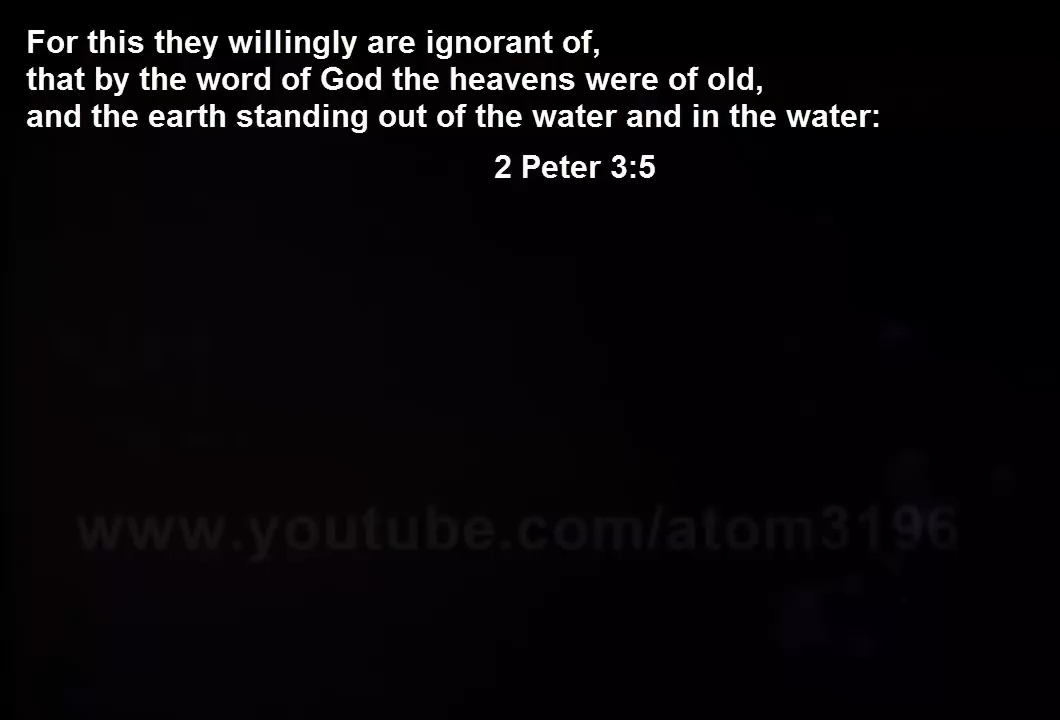 For this they willingly are ignorant of,
that by the word of God the heavens were of old,
and the earth standing out of the water and in the water:
2 Peter 3:5
www.youtube.com/atom3196